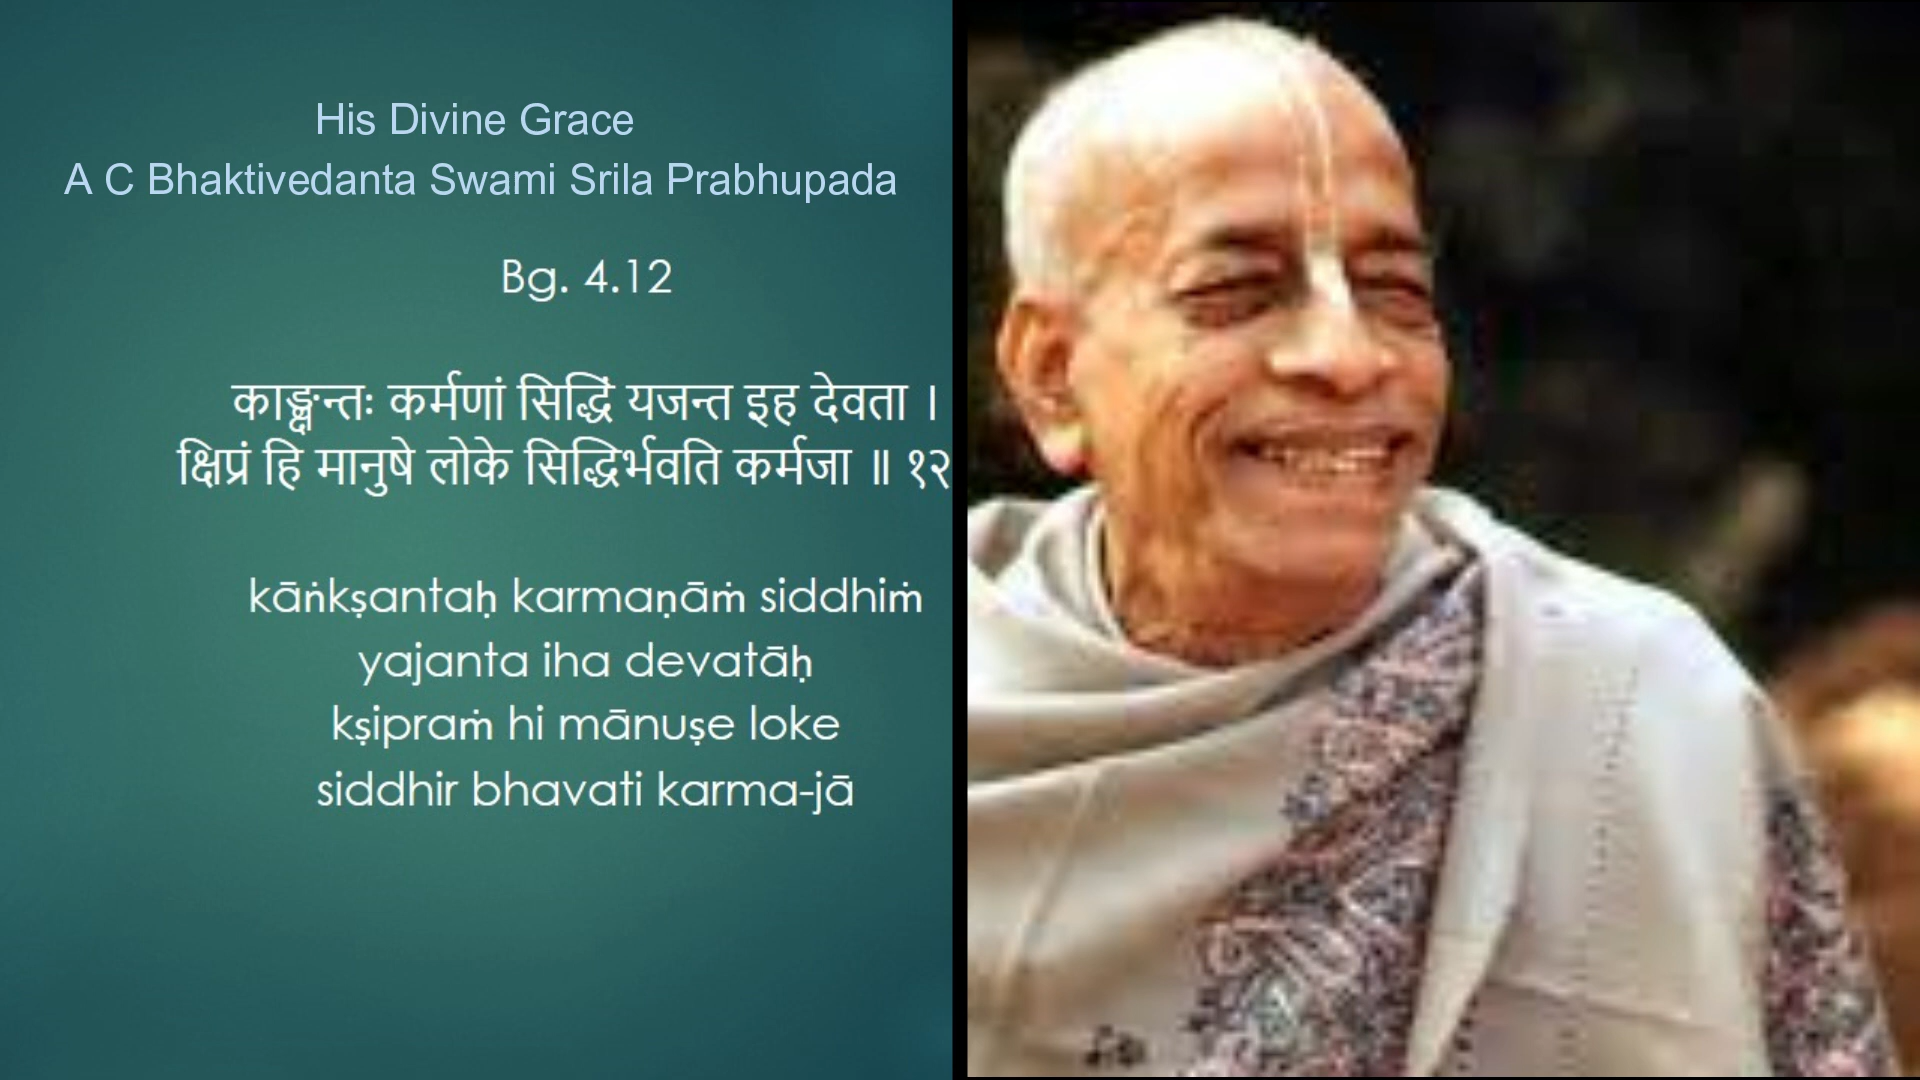 His Divine Grace
A C Bhaktivedanta Swami Srila Prabhupada
Bg. 4.12
काङ्क्षन्तः कर्मणां सिद्धिं यजन्त इह देवता ।
क्षिप्रं हि मानुषे लोके सिद्धिर्भवति कर्मजा ॥ १२
kāṅkṣantaḥ karmaṇāṁ siddhiṁ
yajanta iha devatāḥ
kṣipraṁ hi mānuṣe loke
siddhir bhavati karma-jā